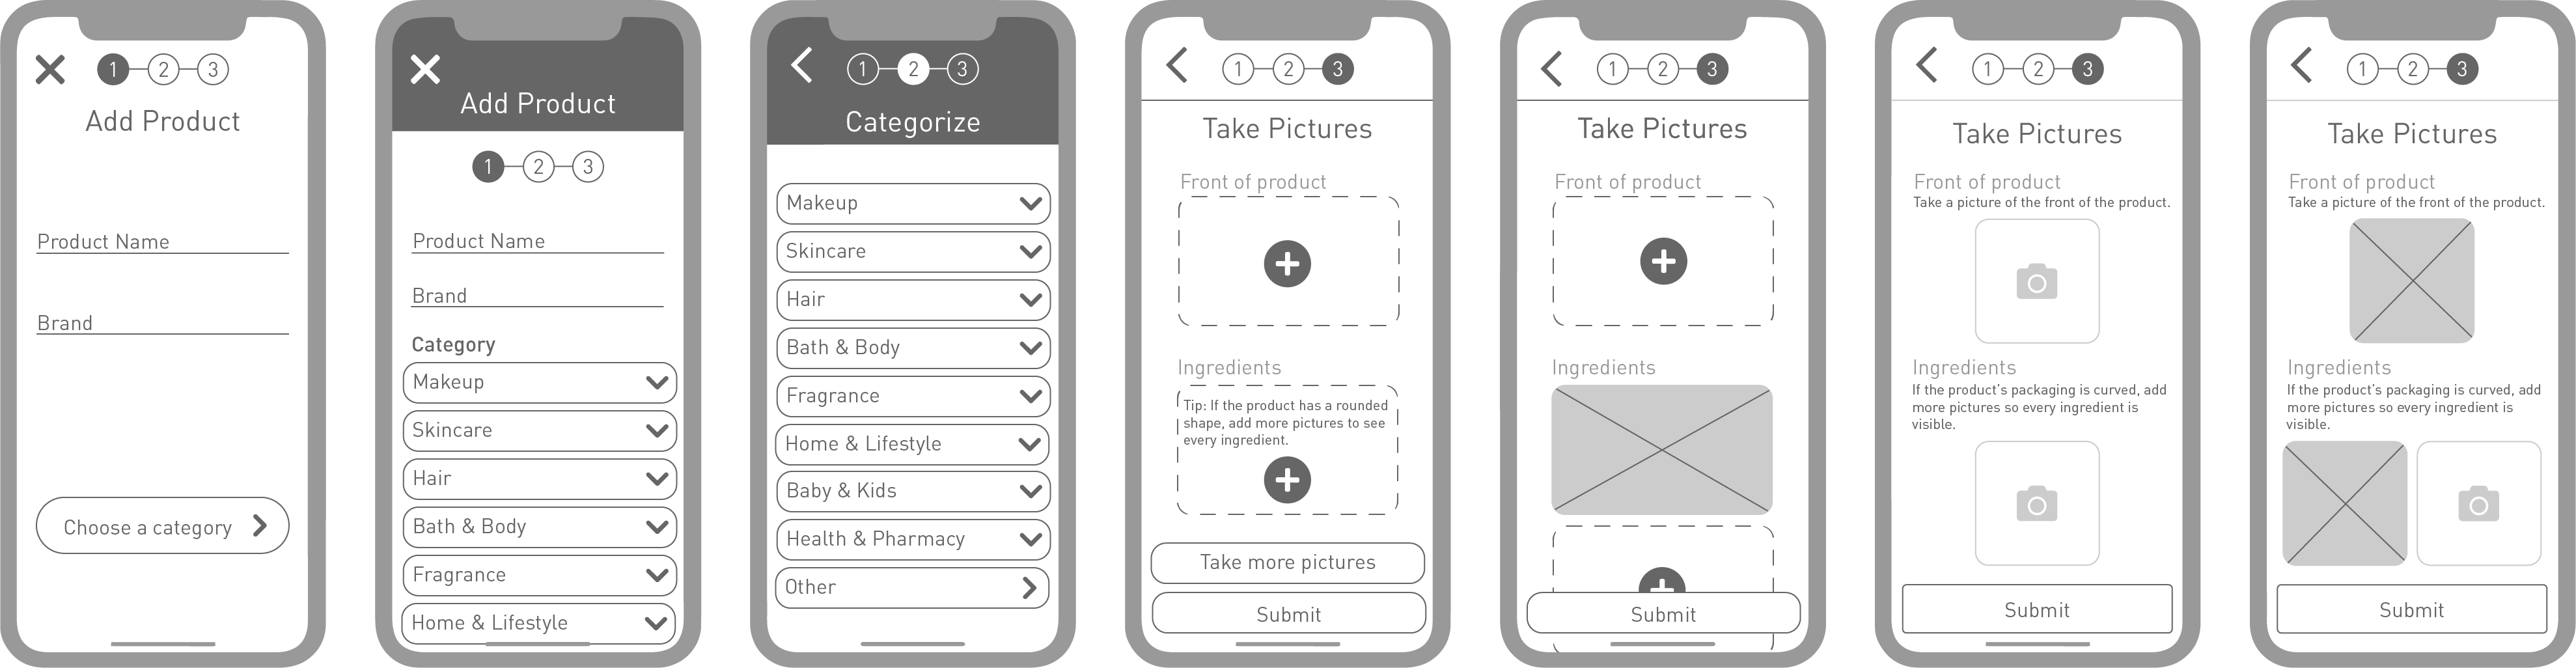 1 2 3
Add Product
Product Name
Brand
Choose a category
Add Product
1 2 3
Product Name
Brand
Category
Makeup
Skincare
Hair
Bath & Body
Fragrance
Home & Lifestyle
1 2 3
Categorize
Makeup
Skincare
Hair
Bath & Body
Fragrance
Home & Lifestyle
Baby & Kids
Health & Pharmacy
Other
1 2 3
Take Pictures
Front of product
Ingredients
Tip: If the product has a rounded
shape, add more pictures to see
every ingredient.
Take more pictures
Submit
1 2 3
Take Pictures
Front of product
Ingredients
Submit
1 2 3
Take Pictures
Front of product
Take a picture of the front of the product.
Ingredients
If the product's packaging is curved, add
more pictures so every ingredient is
visible.
Submit
1 2 3
Take Pictures
Front of product
Take a picture of the front of the product.
Ingredients
If the product's packaging is curved, add
more pictures so every ingredient is
visible.
Submit